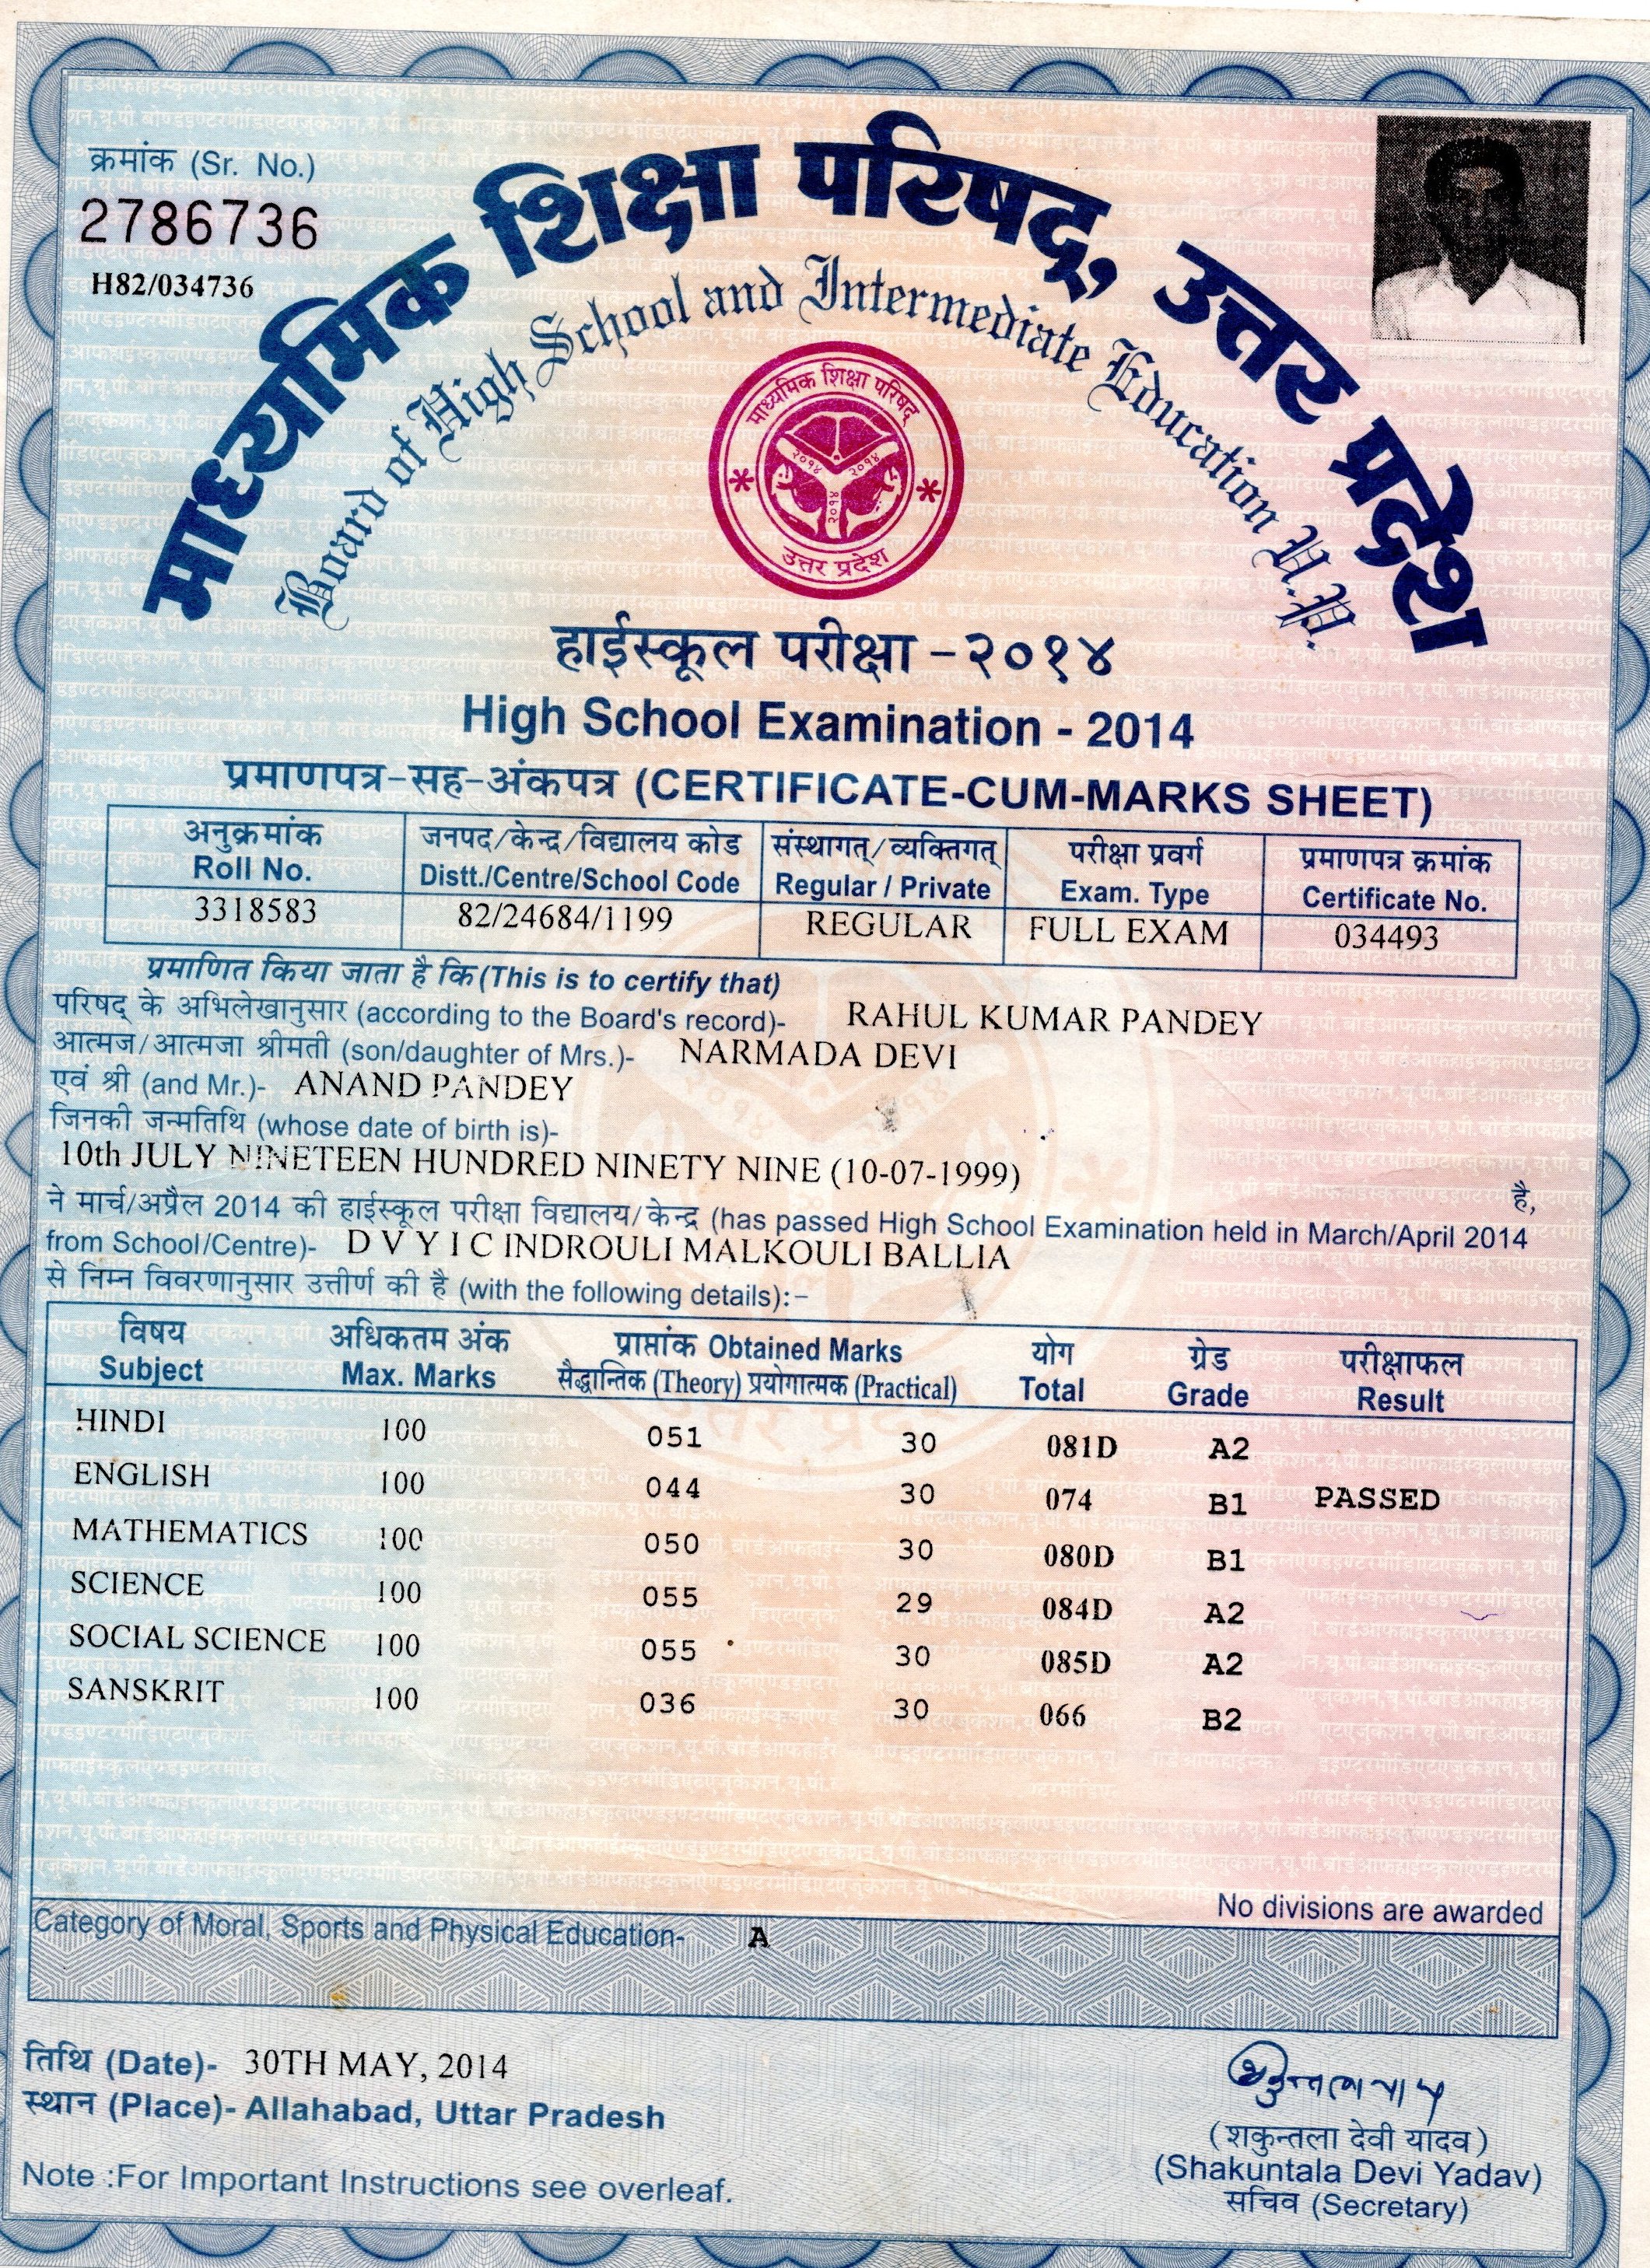 क्रमांक (Sr. No.)
2786736
H82/034736
माध्यमिक शिक्षा परिषद्, उत्तर प्रदेश
Board of High School and Intermediate Education U.P.
माध्यमिक शिक्षा परिषद्
२०१४ २०१४
२०१४
उत्तर प्रदेश
हाईस्कूल परीक्षा -२०१४
High School Examination - 2014
प्रमाणपत्र-सह-अंकपत्र (CERTIFICATE-CUM-MARKS SHEET)
अनुक्रमांक जनपद/केन्द्र/विद्यालय कोड संस्थागत्/व्यक्तिगत् परीक्षा प्रवर्ग प्रमाणपत्र क्रमांक
Roll No. Distt./Centre/School Code Regular / Private Exam. Type Certificate No.
3318583 82/24684/1199 REGULAR FULL EXAM 034493
प्रमाणित किया जाता है कि (This is to certify that)
परिषद के अभिलेखानुसार (according to the Board's record)- RAHUL KUMAR PANDEY
आत्मज/आत्मजा श्रीमती (son/daughter of Mrs.)- NARMADA DEVI
एवं श्री (and Mr.)- ANAND PANDEY
जिनकी जन्मतिथि (whose date of birth is)-
10th JULY NINETEEN HUNDRED NINETY NINE (10-07-1999)
है,
ने मार्च/अप्रैल 2014 की हाईस्कूल परीक्षा विद्यालय/केन्द्र (has passed High School Examination held in March/April 2014
from School/Centre)- D V Y I C INDROULI MALKOULI BALLIA
से निम्न विवरणानुसार उत्तीर्ण की है (with the following details):-
विषय अधिकतम अंक प्राप्तांक Obtained Marks योग ग्रेड परीक्षाफल
Subject Max. Marks सैद्धान्तिक (Theory) प्रयोगात्मक (Practical) Total Grade Result
HINDI 100 051 30 081D A2
ENGLISH 100 044 30 074 B1 PASSED
MATHEMATICS 100 050 30 080D B1
SCIENCE 100 055 29 084D A2
SOCIAL SCIENCE 100 055 30 085D A2
SANSKRIT 100 036 30 066 B2
No divisions are awarded
Category of Moral, Sports and Physical Education- A
तिथि (Date)- 30TH MAY, 2014
स्थान (Place)- Allahabad, Uttar Pradesh
(शकुन्तला देवी यादव)
(Shakuntala Devi Yadav)
सचिव (Secretary)
Note :For Important Instructions see overleaf.